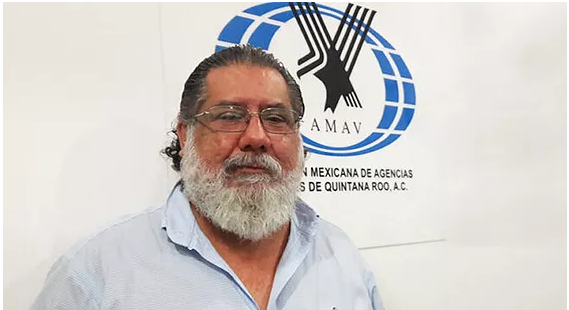 AMAV
N MEXICANA DE AGENCIAS
S DE QUINTANA ROO, A.C.